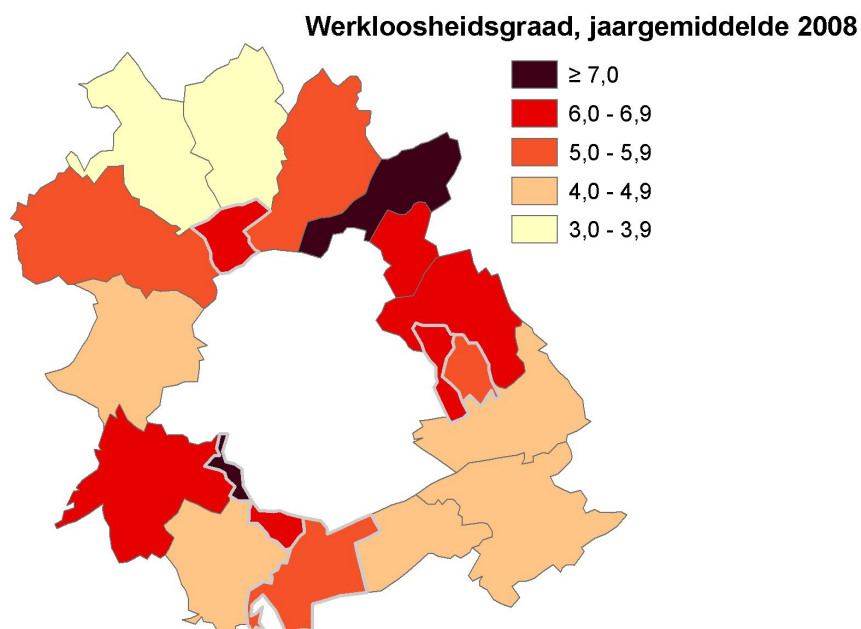 Werkloosheidsgraad, jaargemiddelde 2008
≥ 7,0
6,0 - 6,9
5,0 - 5,9
4,0 - 4,9
3,0 - 3,9